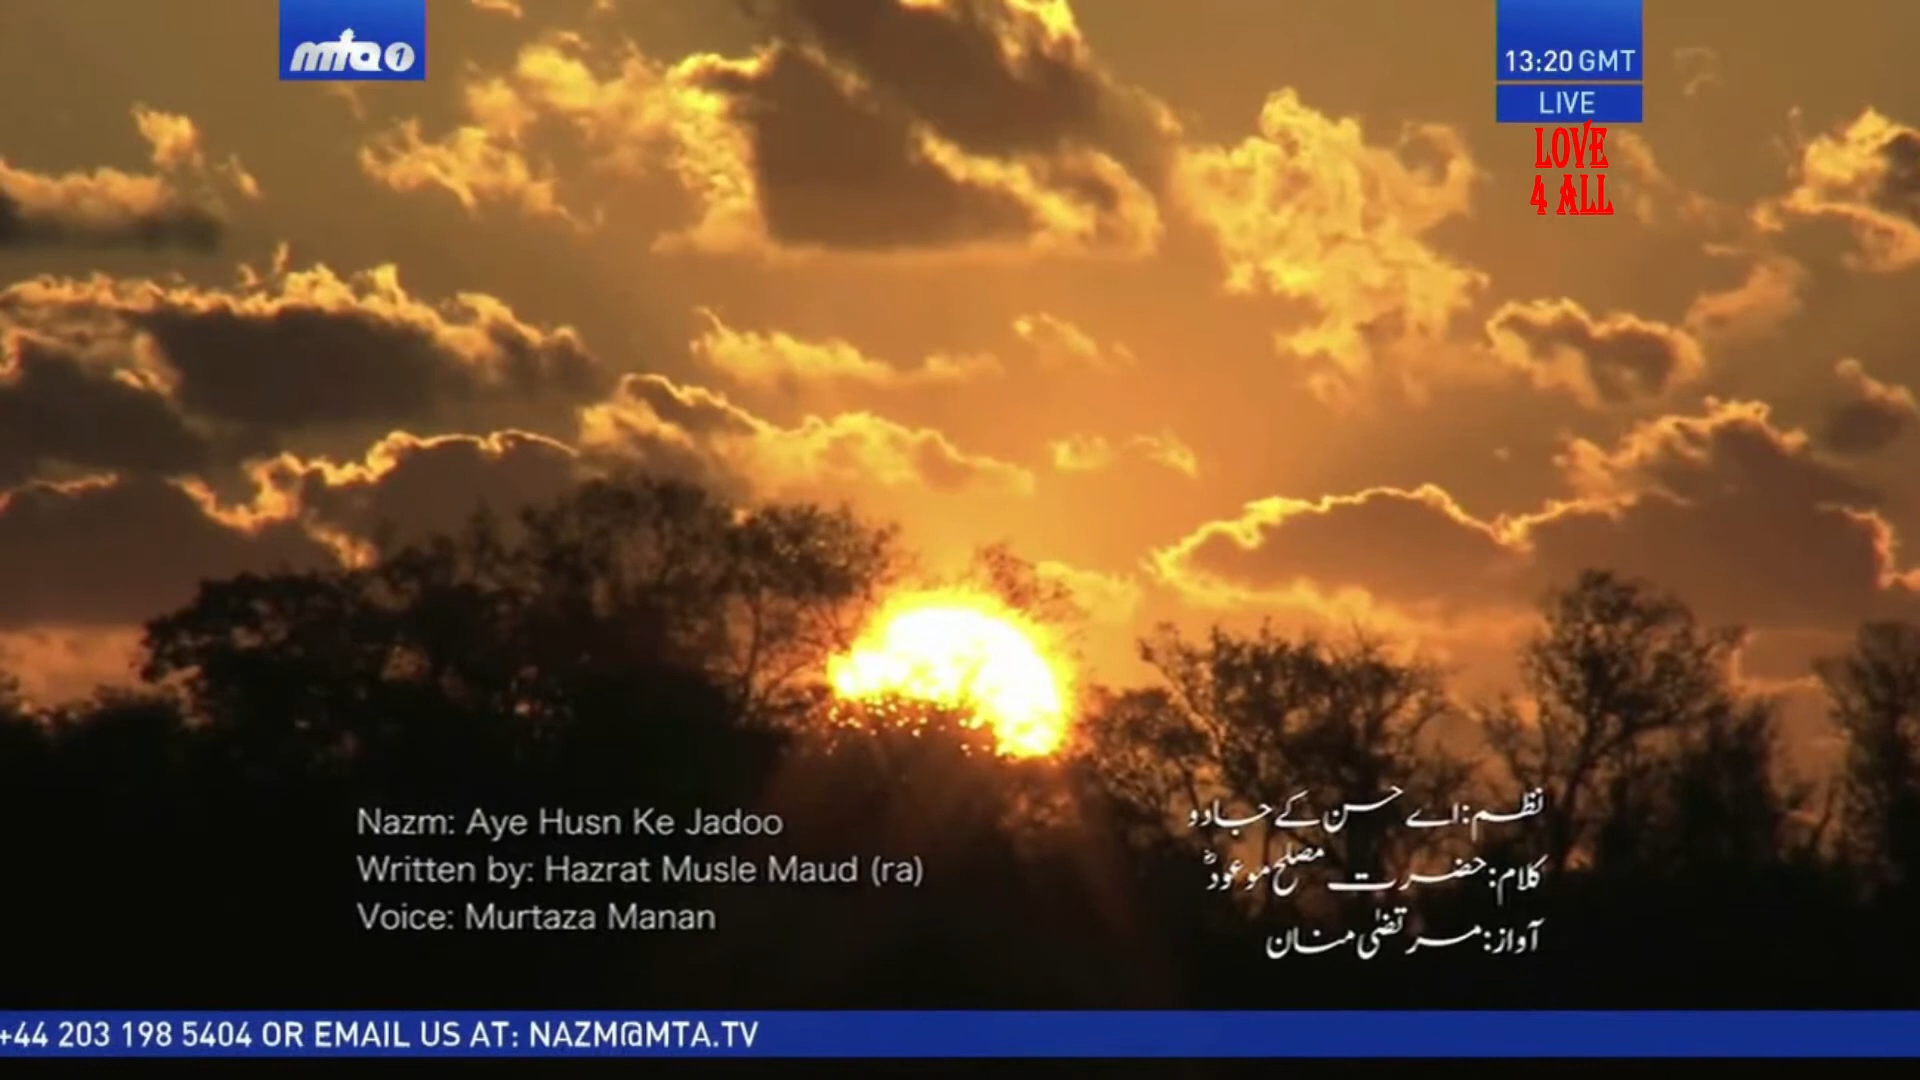 mta1
13:20 GMT
LIVE
LOVE
4 ALL
Nazm: Aye Husn Ke Jadoo
Written by: Hazrat Musle Maud (ra)
Voice: Murtaza Manan
نظم: اے حسن کے جادو
کلام: حضرت مصلح موعودؓ
آواز: مرتضٰی منان
+44 203 198 5404 OR EMAIL US AT: NAZM@MTA.TV